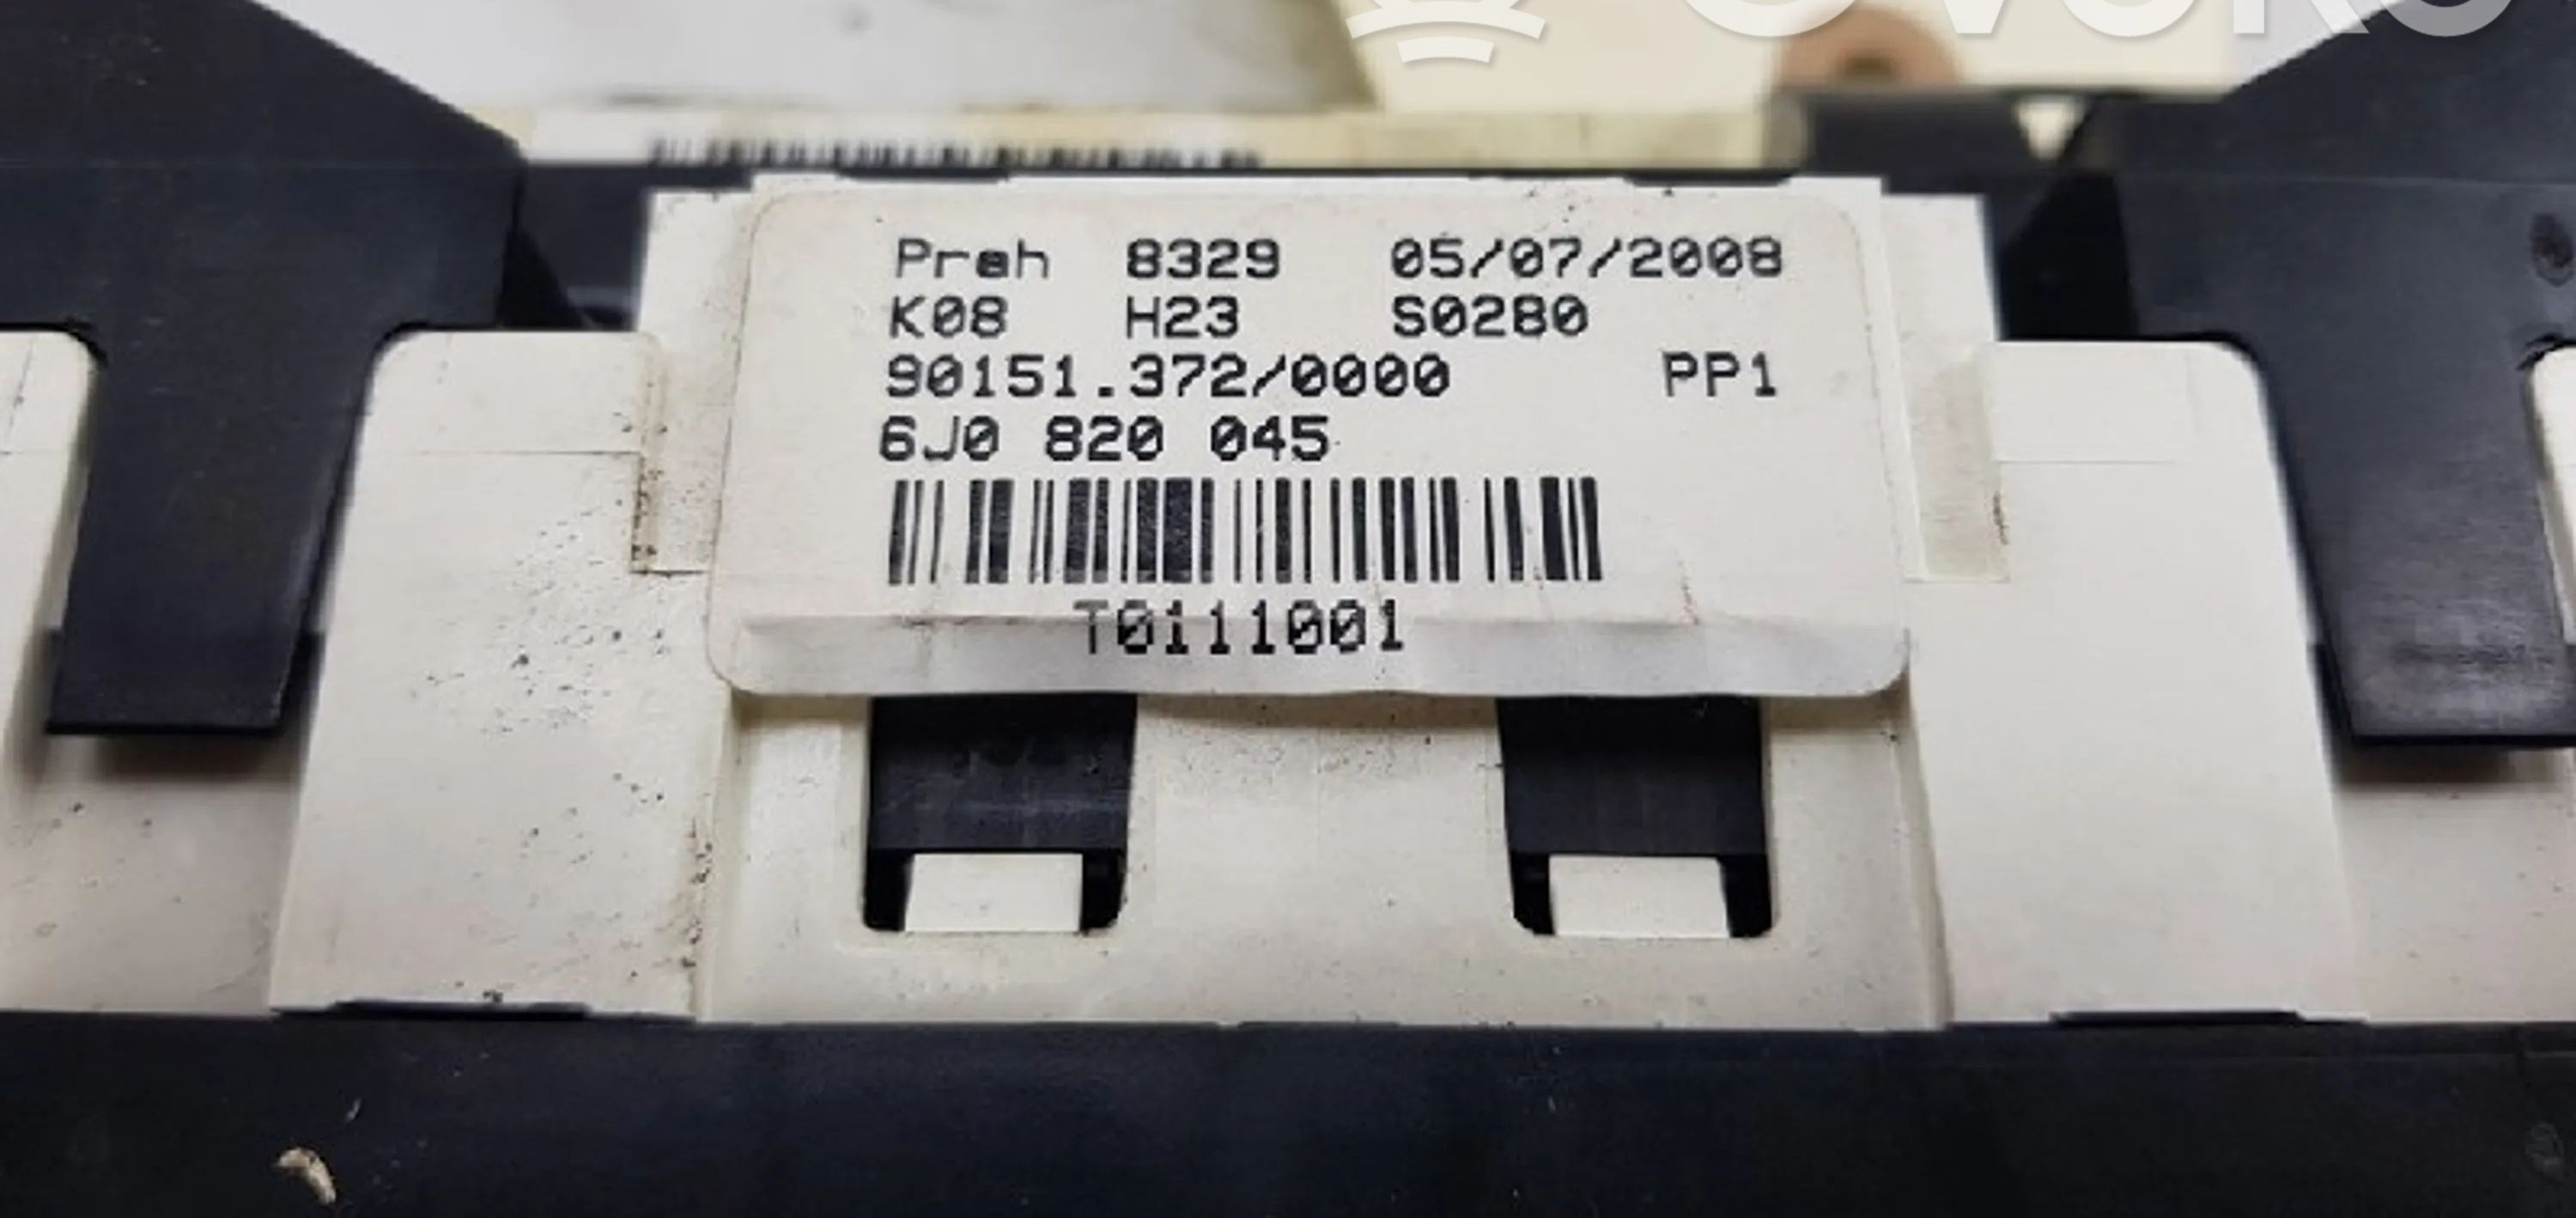 Preh 8329 05/07/2008
K08 H23 S0280
90151.372/0000 PP1
6J0 820 045
T0111001